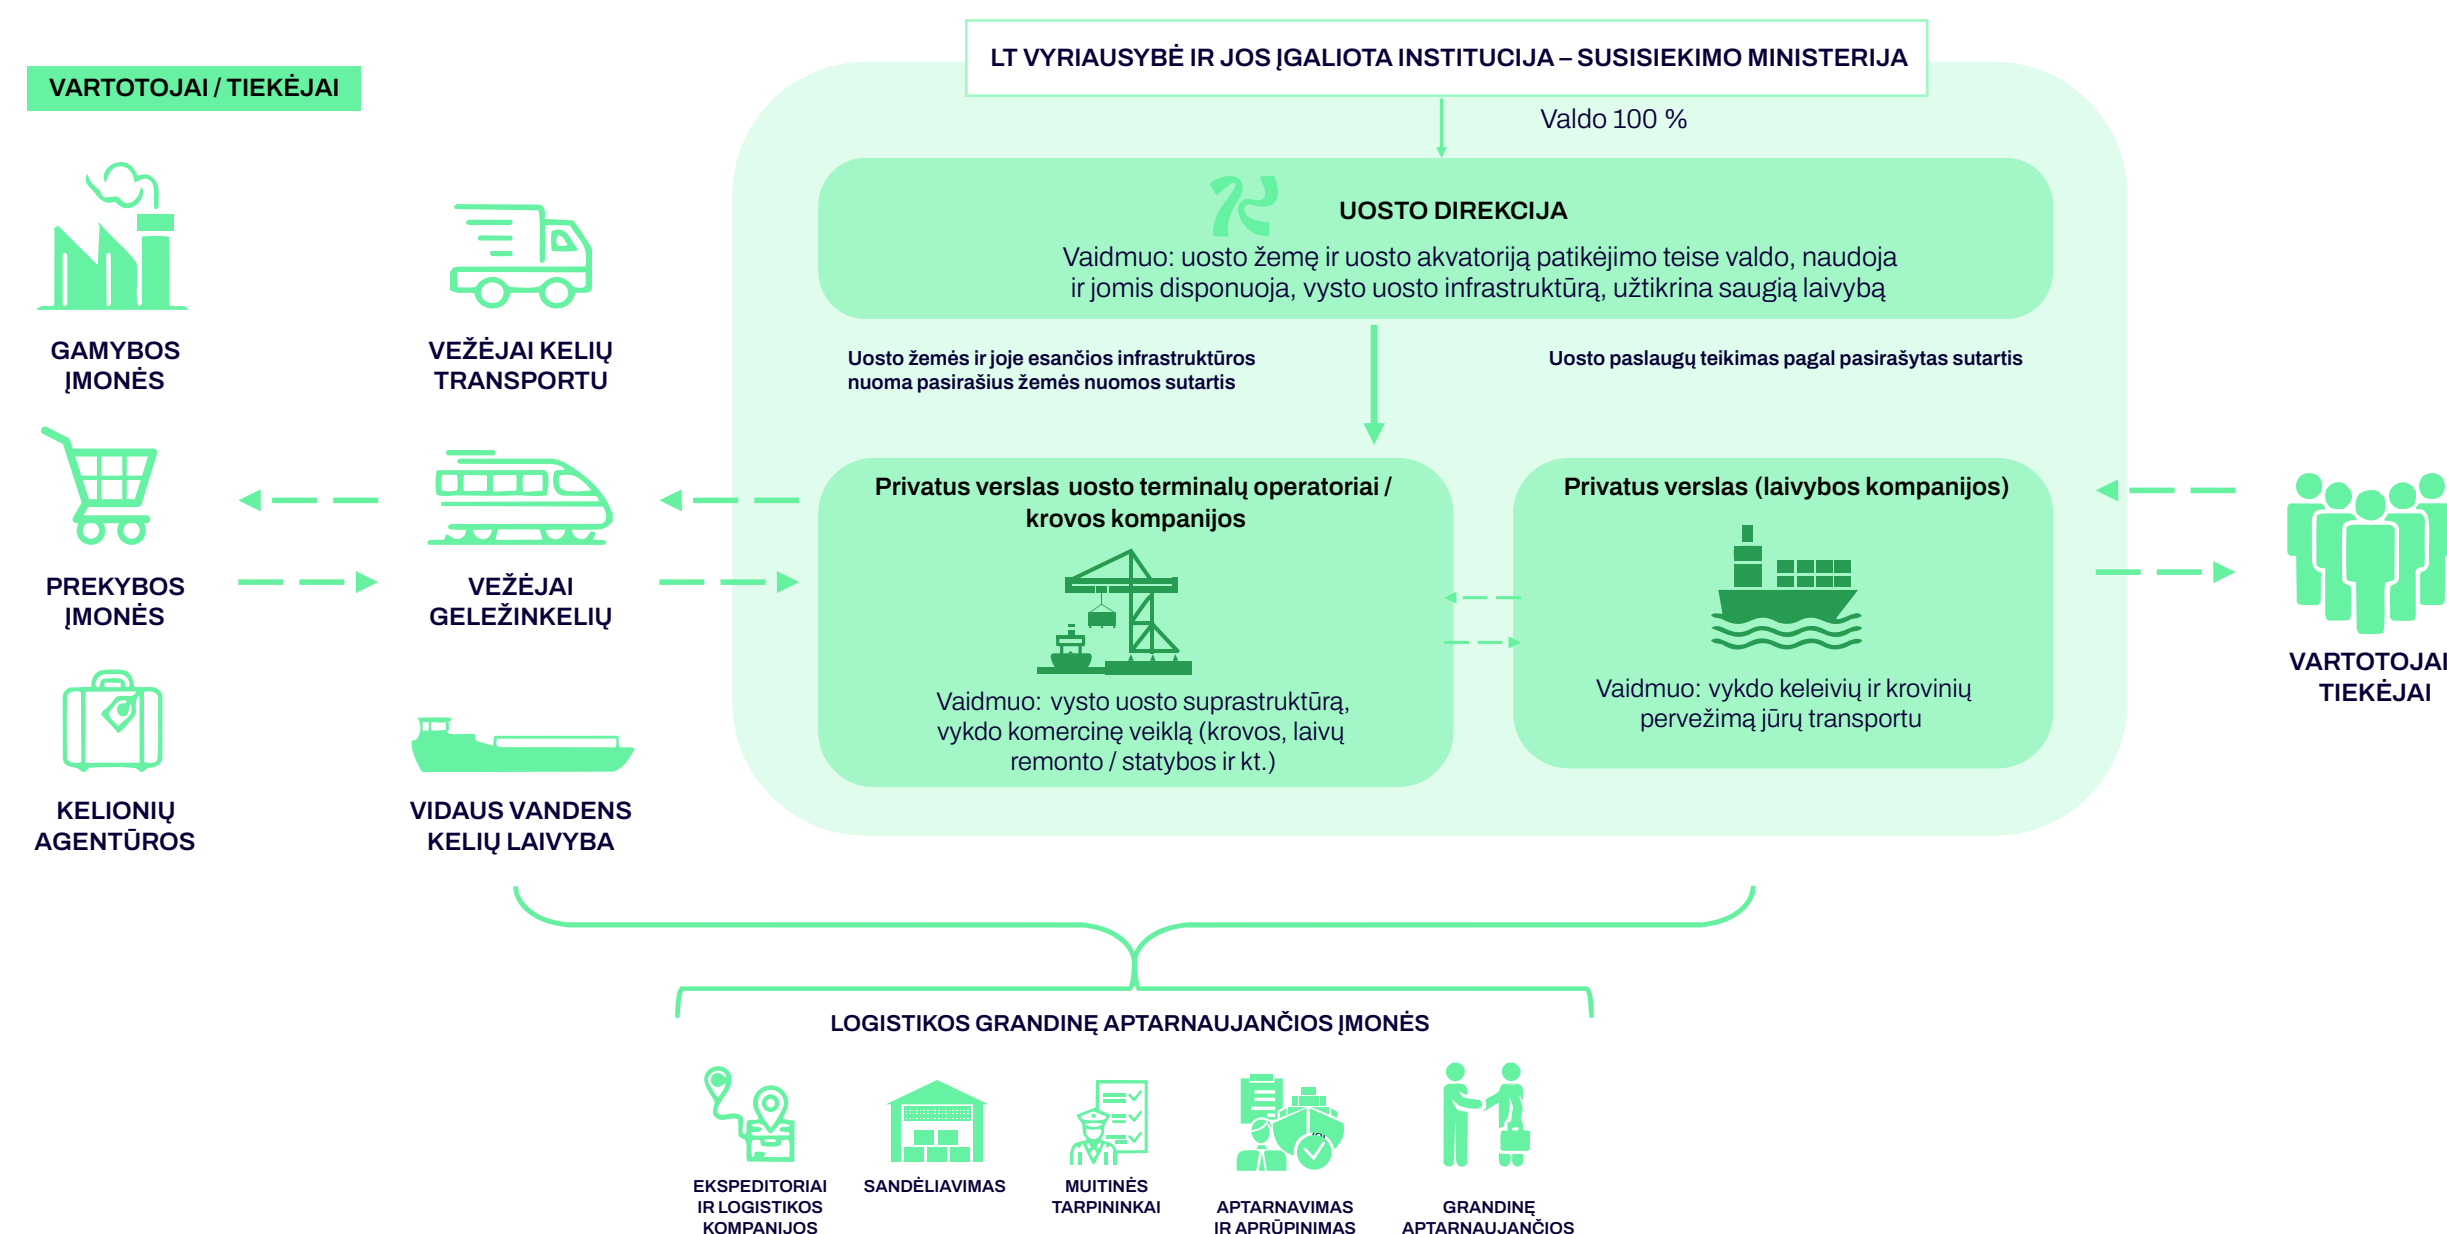 LT VYRIAUSYBĖ IR JOS ĮGALIOTA INSTITUCIJA – SUSISIEKIMO MINISTERIJA
VARTOTOJAI / TIEKĖJAI
Valdo 100 %
UOSTO DIREKCIJA
Vaidmuo: uosto žemę ir uosto akvatoriją patikėjimo teise valdo, naudoja
ir jomis disponuoja, vysto uosto infrastruktūrą, užtikrina saugią laivybą
GAMYBOS
ĮMONĖS
VEŽĖJAI KELIŲ
TRANSPORTU
Uosto žemės ir joje esančios infrastruktūros
nuoma pasirašius žemės nuomos sutartis
Uosto paslaugų teikimas pagal pasirašytas sutartis
PREKYBOS
ĮMONĖS
VEŽĖJAI
GELEŽINKELIŲ
Privatus verslas uosto terminalų operatoriai /
krovos kompanijos
Vaidmuo: vysto uosto suprastruktūrą,
vykdo komercinę veiklą (krovos, laivų
remonto / statybos ir kt.)
Privatus verslas (laivybos kompanijos)
Vaidmuo: vykdo keleivių ir krovinių
pervežimą jūrų transportu
VARTOTOJAI
TIEKĖJAI
KELIONIŲ
AGENTŪROS
VIDAUS VANDENS
KELIŲ LAIVYBA
LOGISTIKOS GRANDINĘ APTARNAUJANČIOS ĮMONĖS
EKSPEDITORIAI
IR LOGISTIKOS
KOMPANIJOS
SANDĖLIAVIMAS
MUITINĖS
TARPININKAI
APTARNAVIMAS
IR APRŪPINIMAS
GRANDINĘ
APTARNAUJANČIOS